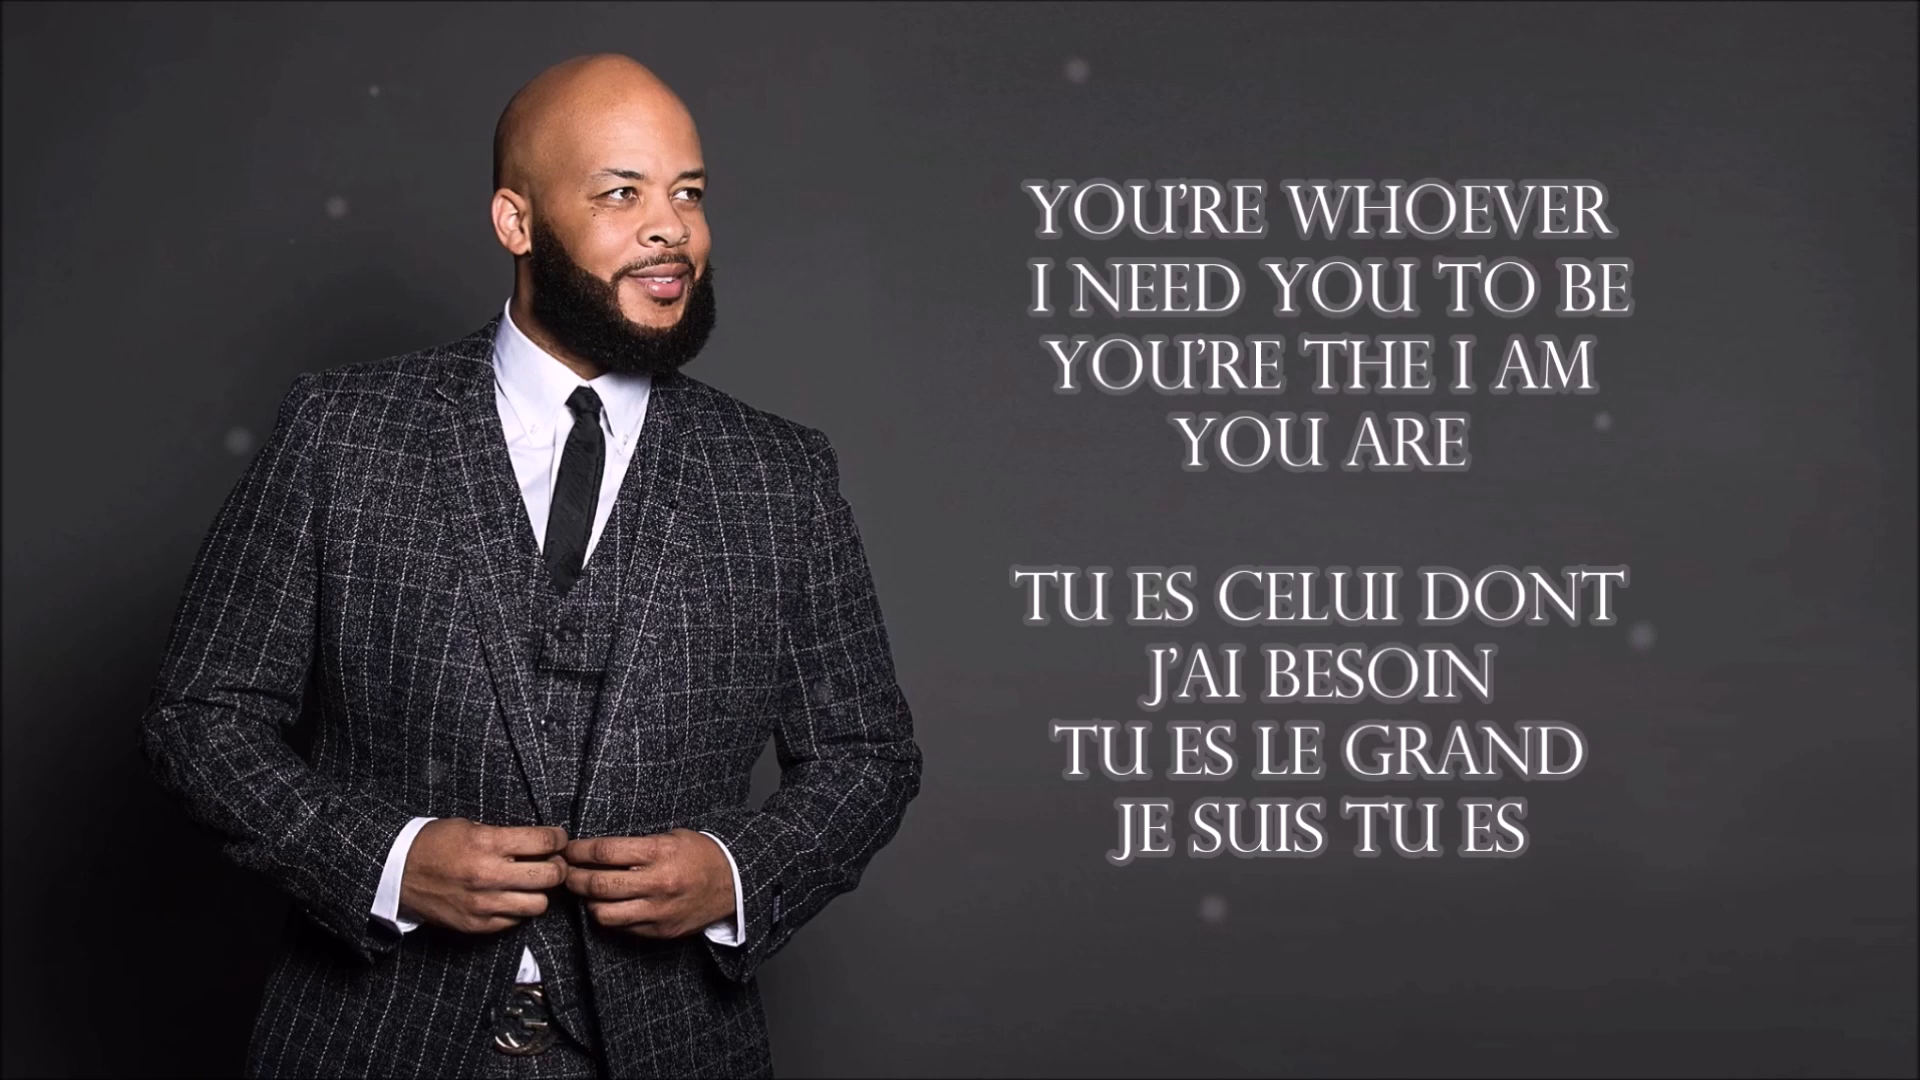 YOU'RE WHOEVER
I NEED YOU TO BE
YOU'RE THE I AM
YOU ARE
TU ES CELUI DONT
J'AI BESOIN
TU ES LE GRAND
JE SUIS TU ES